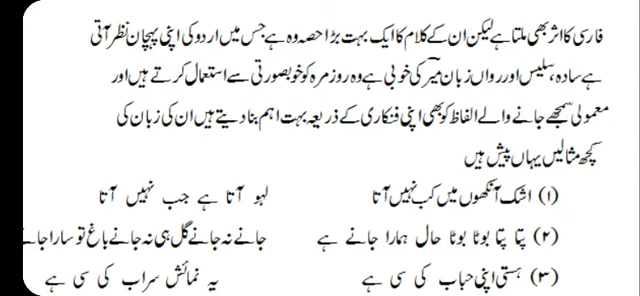 فارسی کا اثر بھی ملتا ہے لیکن ان کے کلام کا ایک بہت بڑا حصہ وہ ہے جس میں اردو کی اپنی پہچان نظر آتی
ہے سادہ، سلیس اور رواں زبان میرؔ کی خوبی ہے وہ روز مرہ کو خوبصورتی سے استعمال کرتے ہیں اور
معمولی سمجھے جانے والے الفاظ کو بھی اپنی فنکاری کے ذریعہ بہت اہم بنا دیتے ہیں ان کی زبان کی
کچھ مثالیں یہاں پیش ہیں
(۱) اشک آنکھوں میں کب نہیں آتا لہو آتا ہے جب نہیں آتا
(۲) پتا پتا بوٹا بوٹا حال ہمارا جانے ہے جانے نہ جانے گل ہی نہ جانے باغ تو سارا جانے
(۳) ہستی اپنی حباب کی سی ہے یہ نمائش سراب کی سی ہے